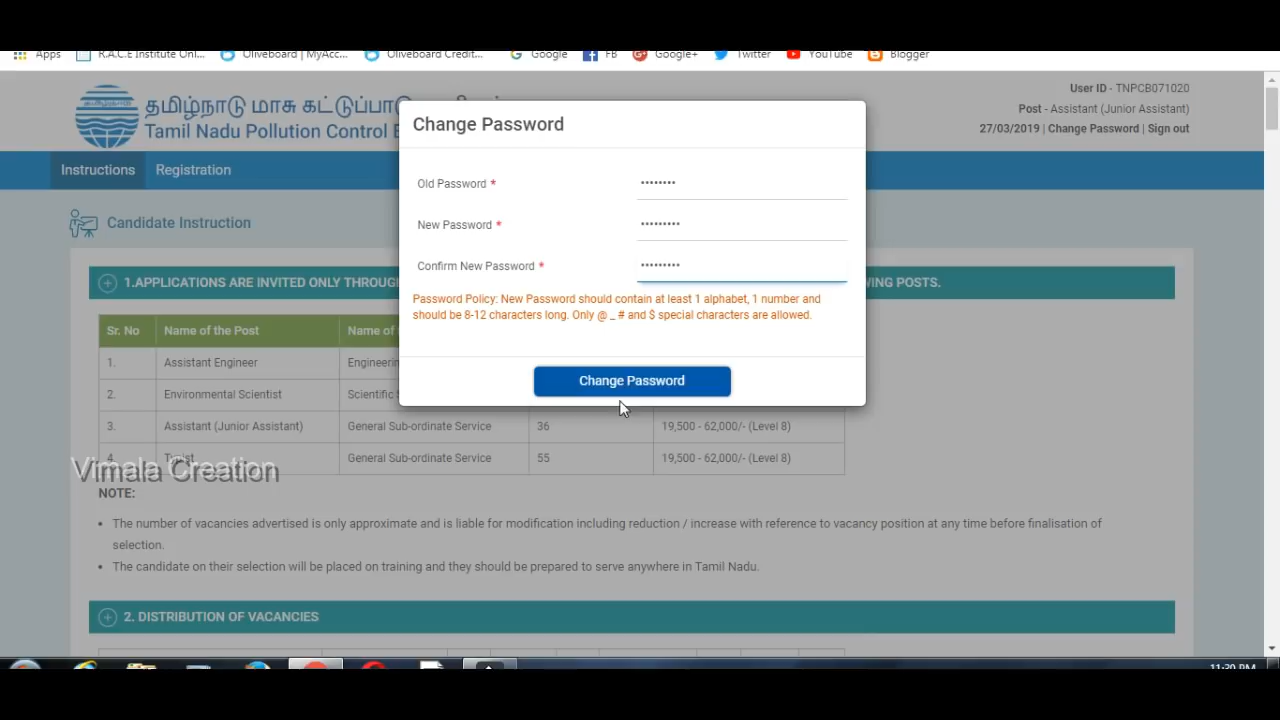 Apps R.A.C.E Institute Onl... Oliveboard | MyAcc... Oliveboard Credit... Google FB Google+ Twitter YouTube Blogger
தமிழ்நாடு மாசு கட்டுப்பா
Tamil Nadu Pollution Control
User ID - TNPCB071020
Post - Assistant (Junior Assistant)
27/03/2019 | Change Password | Sign out
Instructions Registration
Candidate Instruction
Change Password
Old Password * ••••••••
New Password * •••••••••
Confirm New Password * •••••••••
Password Policy: New Password should contain at least 1 alphabet, 1 number and
should be 8-12 characters long. Only @ _ # and $ special characters are allowed.
Change Password
1.APPLICATIONS ARE INVITED ONLY THROUG WING POSTS.
Sr. No Name of the Post Name of
1. Assistant Engineer Engineering
2. Environmental Scientist Scientific
3. Assistant (Junior Assistant) General Sub-ordinate Service 36 19,500 - 62,000/- (Level 8)
4. Typist General Sub-ordinate Service 55 19,500 - 62,000/- (Level 8)
Vimala Creation
NOTE:
• The number of vacancies advertised is only approximate and is liable for modification including reduction / increase with reference to vacancy position at any time before finalisation of
selection.
• The candidate on their selection will be placed on training and they should be prepared to serve anywhere in Tamil Nadu.
2. DISTRIBUTION OF VACANCIES